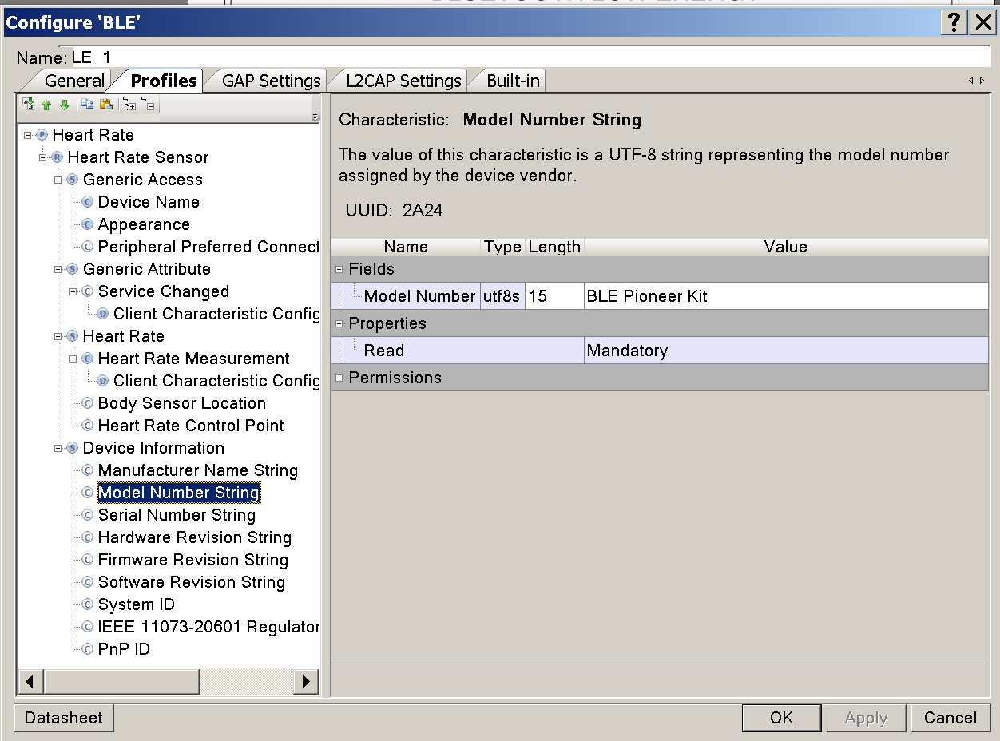 Configure 'BLE'
Name: LE_1
General Profiles GAP Settings L2CAP Settings Built-in
Heart Rate
Heart Rate Sensor
Generic Access
Device Name
Appearance
Peripheral Preferred Connect
Generic Attribute
Service Changed
Client Characteristic Config
Heart Rate
Heart Rate Measurement
Client Characteristic Config
Body Sensor Location
Heart Rate Control Point
Device Information
Manufacturer Name String
Model Number String
Serial Number String
Hardware Revision String
Firmware Revision String
Software Revision String
System ID
IEEE 11073-20601 Regulator
PnP ID
Characteristic: Model Number String
The value of this characteristic is a UTF-8 string representing the model number
assigned by the device vendor.
UUID: 2A24
Name Type Length Value
Fields
Model Number utf8s 15 BLE Pioneer Kit
Properties
Read Mandatory
Permissions
Datasheet OK Apply Cancel